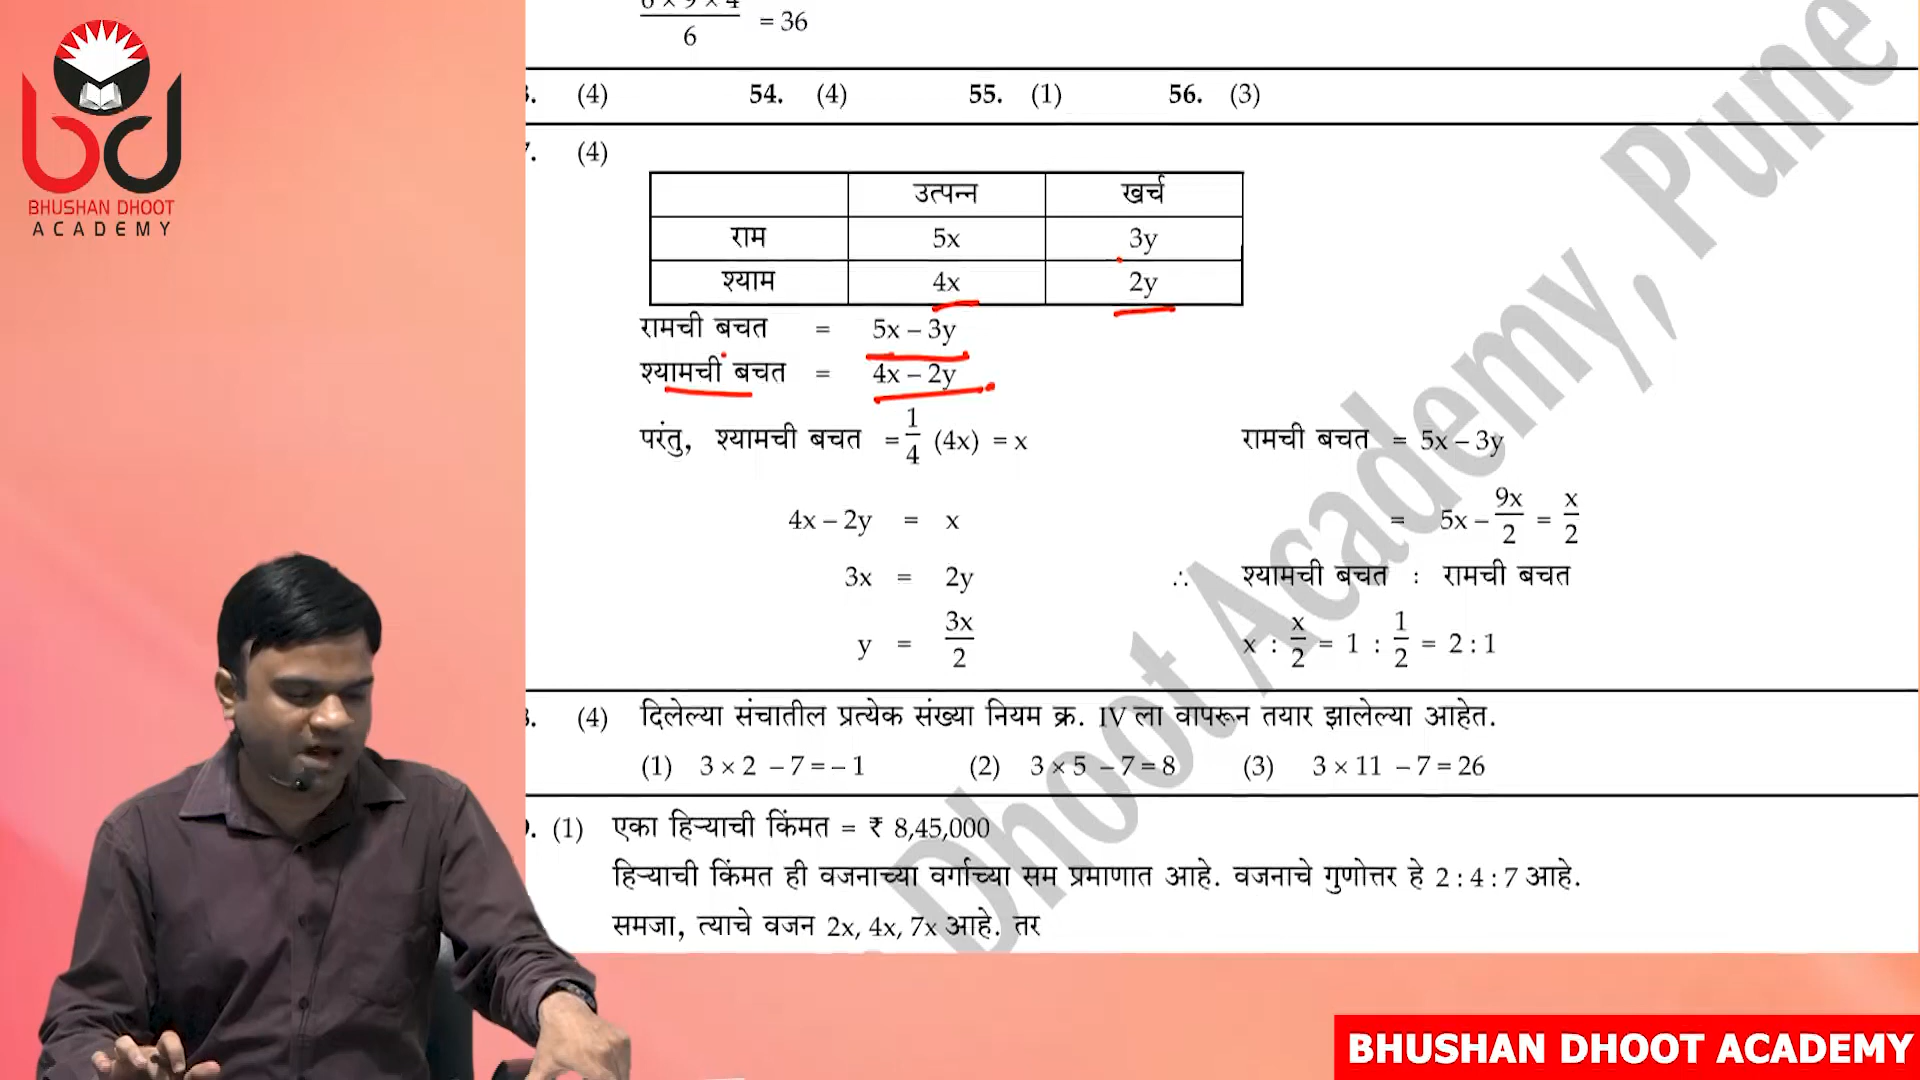 BHUSHAN DHOOT
ACADEMY
6 × 9 × 4 / 6 = 36
3. (4) 54. (4) 55. (1) 56. (3)
7. (4)
उत्पन्न खर्च
राम 5x 3y
श्याम 4x 2y
रामची बचत = 5x – 3y
श्यामची बचत = 4x – 2y
परंतु, श्यामची बचत = 1/4 (4x) = x रामची बचत = 5x – 3y
4x – 2y = x = 5x – 9x/2 = x/2
3x = 2y ∴ श्यामची बचत : रामची बचत
y = 3x/2 x : x/2 = 1 : 1/2 = 2 : 1
(4) दिलेल्या संचातील प्रत्येक संख्या नियम क्र. IV ला वापरून तयार झालेल्या आहेत.
(1) 3 × 2 – 7 = – 1 (2) 3 × 5 – 7 = 8 (3) 3 × 11 – 7 = 26
(1) एका हिऱ्याची किंमत = ₹ 8,45,000
हिऱ्याची किंमत ही वजनाच्या वर्गाच्या सम प्रमाणात आहे. वजनाचे गुणोत्तर हे 2 : 4 : 7 आहे.
समजा, त्याचे वजन 2x, 4x, 7x आहे. तर
Dhoot Academy, Pune
BHUSHAN DHOOT ACADEMY